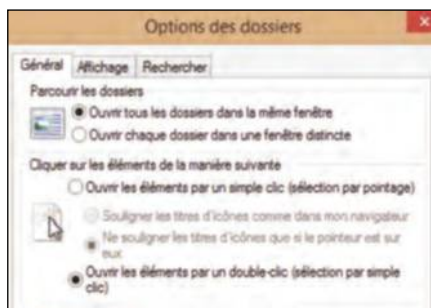 Options des dossiers
Général Affichage Rechercher
Parcourir les dossiers
Ouvrir tous les dossiers dans la même fenêtre
Ouvrir chaque dossier dans une fenêtre distincte
Cliquer sur les éléments de la manière suivante
Ouvrir les éléments par un simple clic (sélection par pointage)
Souligner les titres d'icônes comme dans mon navigateur
Ne souligner les titres d'icônes que si le pointeur est sur
eux
Ouvrir les éléments par un double-clic (sélection par simple
clic)